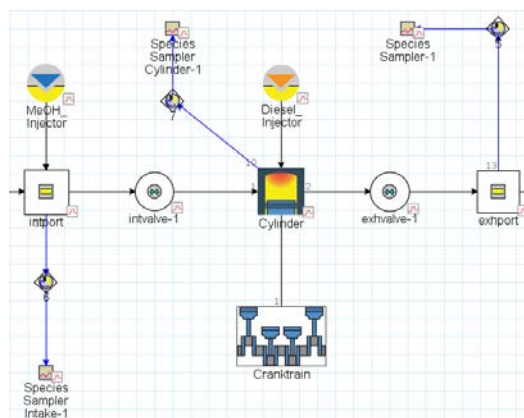 Species
Sampler
Cylinder-1
Species
Sampler-1
5
MeOH_
Injector
7
Diesel_
Injector
10
1
2
13
intport
intvalve-1
Cylinder
exhvalve-1
exhport
6
1
Cranktrain
Species
Sampler
Intake-1